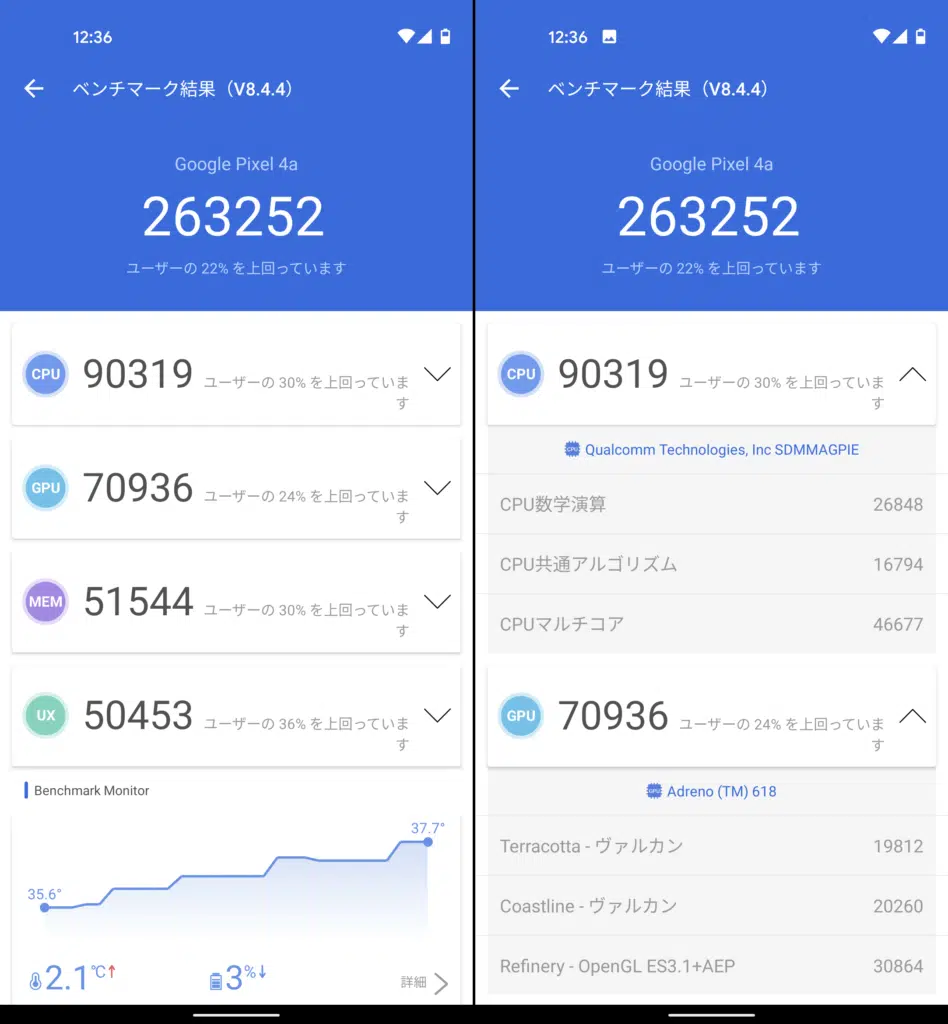 12:36
ベンチマーク結果（V8.4.4）
Google Pixel 4a
263252
ユーザーの 22% を上回っています
CPU 90319 ユーザーの 30% を上回っていま
す
GPU 70936 ユーザーの 24% を上回っていま
す
MEM 51544 ユーザーの 30% を上回っていま
す
UX 50453 ユーザーの 36% を上回っていま
す
Benchmark Monitor
37.7°
35.6°
2.1℃↑ 3%↓ 詳細
12:36
ベンチマーク結果（V8.4.4）
Google Pixel 4a
263252
ユーザーの 22% を上回っています
CPU 90319 ユーザーの 30% を上回っていま
す
CPU Qualcomm Technologies, Inc SDMMAGPIE
CPU数学演算 26848
CPU共通アルゴリズム 16794
CPUマルチコア 46677
GPU 70936 ユーザーの 24% を上回っていま
す
GPU Adreno (TM) 618
Terracotta - ヴァルカン 19812
Coastline - ヴァルカン 20260
Refinery - OpenGL ES3.1+AEP 30864